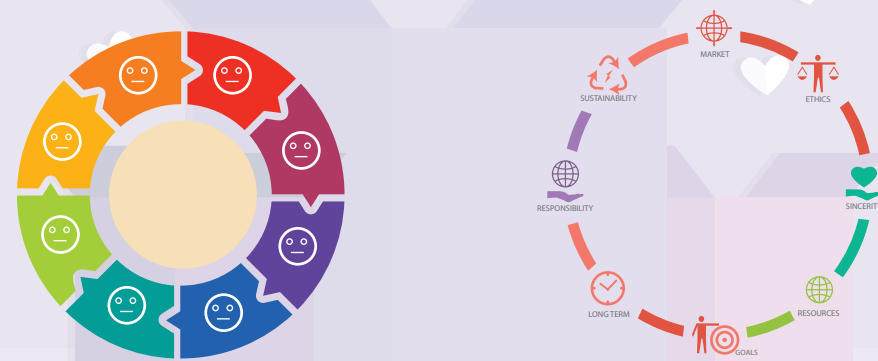 MARKET
SUSTAINABILITY
ETHICS
RESPONSIBILITY
SINCERIT
LONG TERM
RESOURCES
GOALS